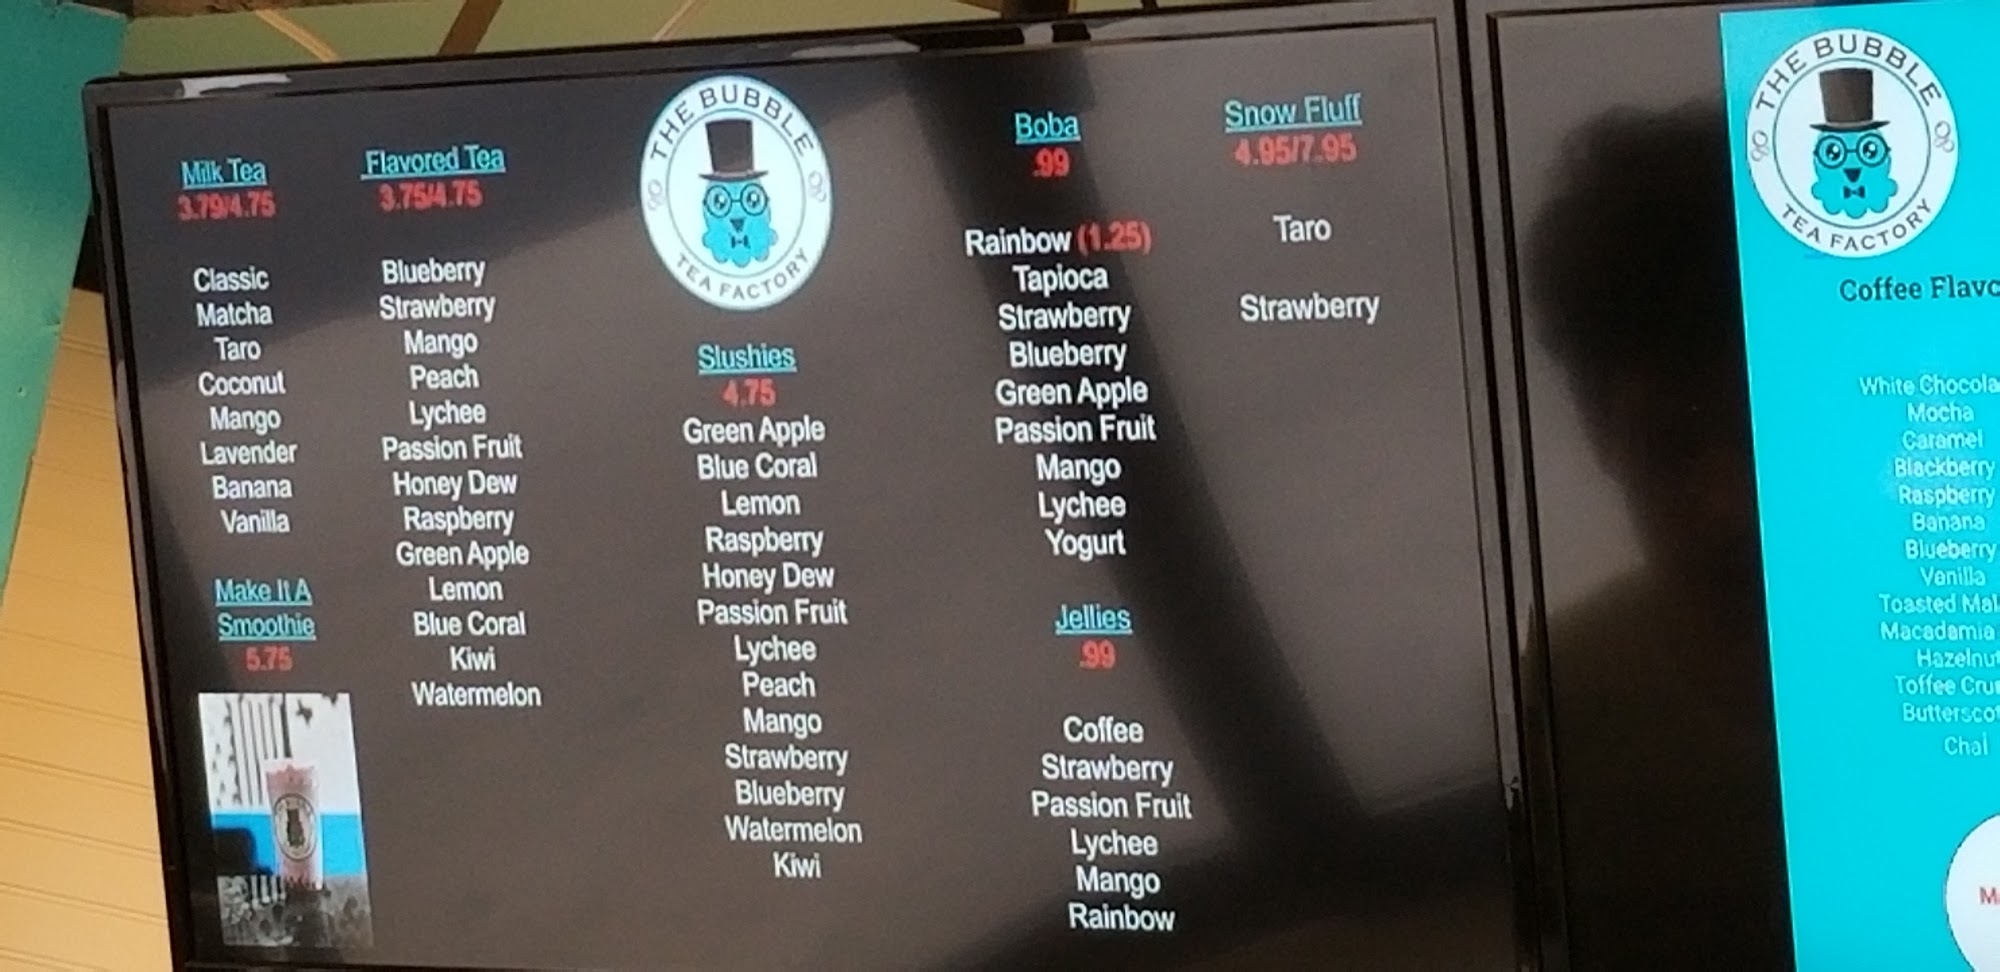 Milk Tea
3.79/4.75
Classic
Matcha
Taro
Coconut
Mango
Lavender
Banana
Vanilla
Make It A
Smoothie
5.75
Flavored Tea
3.75/4.75
Blueberry
Strawberry
Mango
Peach
Lychee
Passion Fruit
Honey Dew
Raspberry
Green Apple
Lemon
Blue Coral
Kiwi
Watermelon
THE BUBBLE
TEA FACTORY
Slushies
4.75
Green Apple
Blue Coral
Lemon
Raspberry
Honey Dew
Passion Fruit
Lychee
Peach
Mango
Strawberry
Blueberry
Watermelon
Kiwi
Boba
.99
Rainbow (1.25)
Tapioca
Strawberry
Blueberry
Green Apple
Passion Fruit
Mango
Lychee
Yogurt
Jellies
.99
Coffee
Strawberry
Passion Fruit
Lychee
Mango
Rainbow
Snow Fluff
4.95/7.95
Taro
Strawberry
THE BUBBLE
TEA FACTORY
Coffee
White
Mocha
Caramel
Blackberry
Raspberry
Banana
Blueberry
Vanilla
Toasted
Macadamia
Toffee
Chai